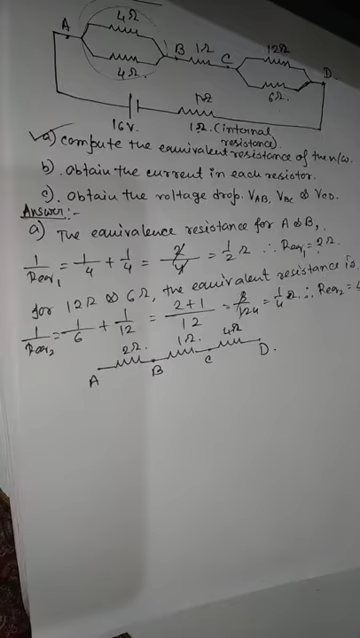 4Ω
A
4Ω
B 1Ω C
12Ω
6Ω
D
16V.
1Ω
1Ω (internal resistance).
a) compute the equivalent resistance of the n/w.
b). obtain the current in each resistor.
c). obtain the voltage drop. VAB, VBC & VCD.
Answer:-
a) The equivalence resistance for A & B,
1/Req1 = 1/4 + 1/4 = 2/4 = 1/2 Ω ∴ Req1 = 2Ω
for 12Ω & 6Ω, the equivalent resistance is
1/Req2 = 1/6 + 1/12 = 2+1/12 = 3/12 4 = 1/4 Ω ∴ Req2 =
2Ω 1Ω 4Ω
A B C D.